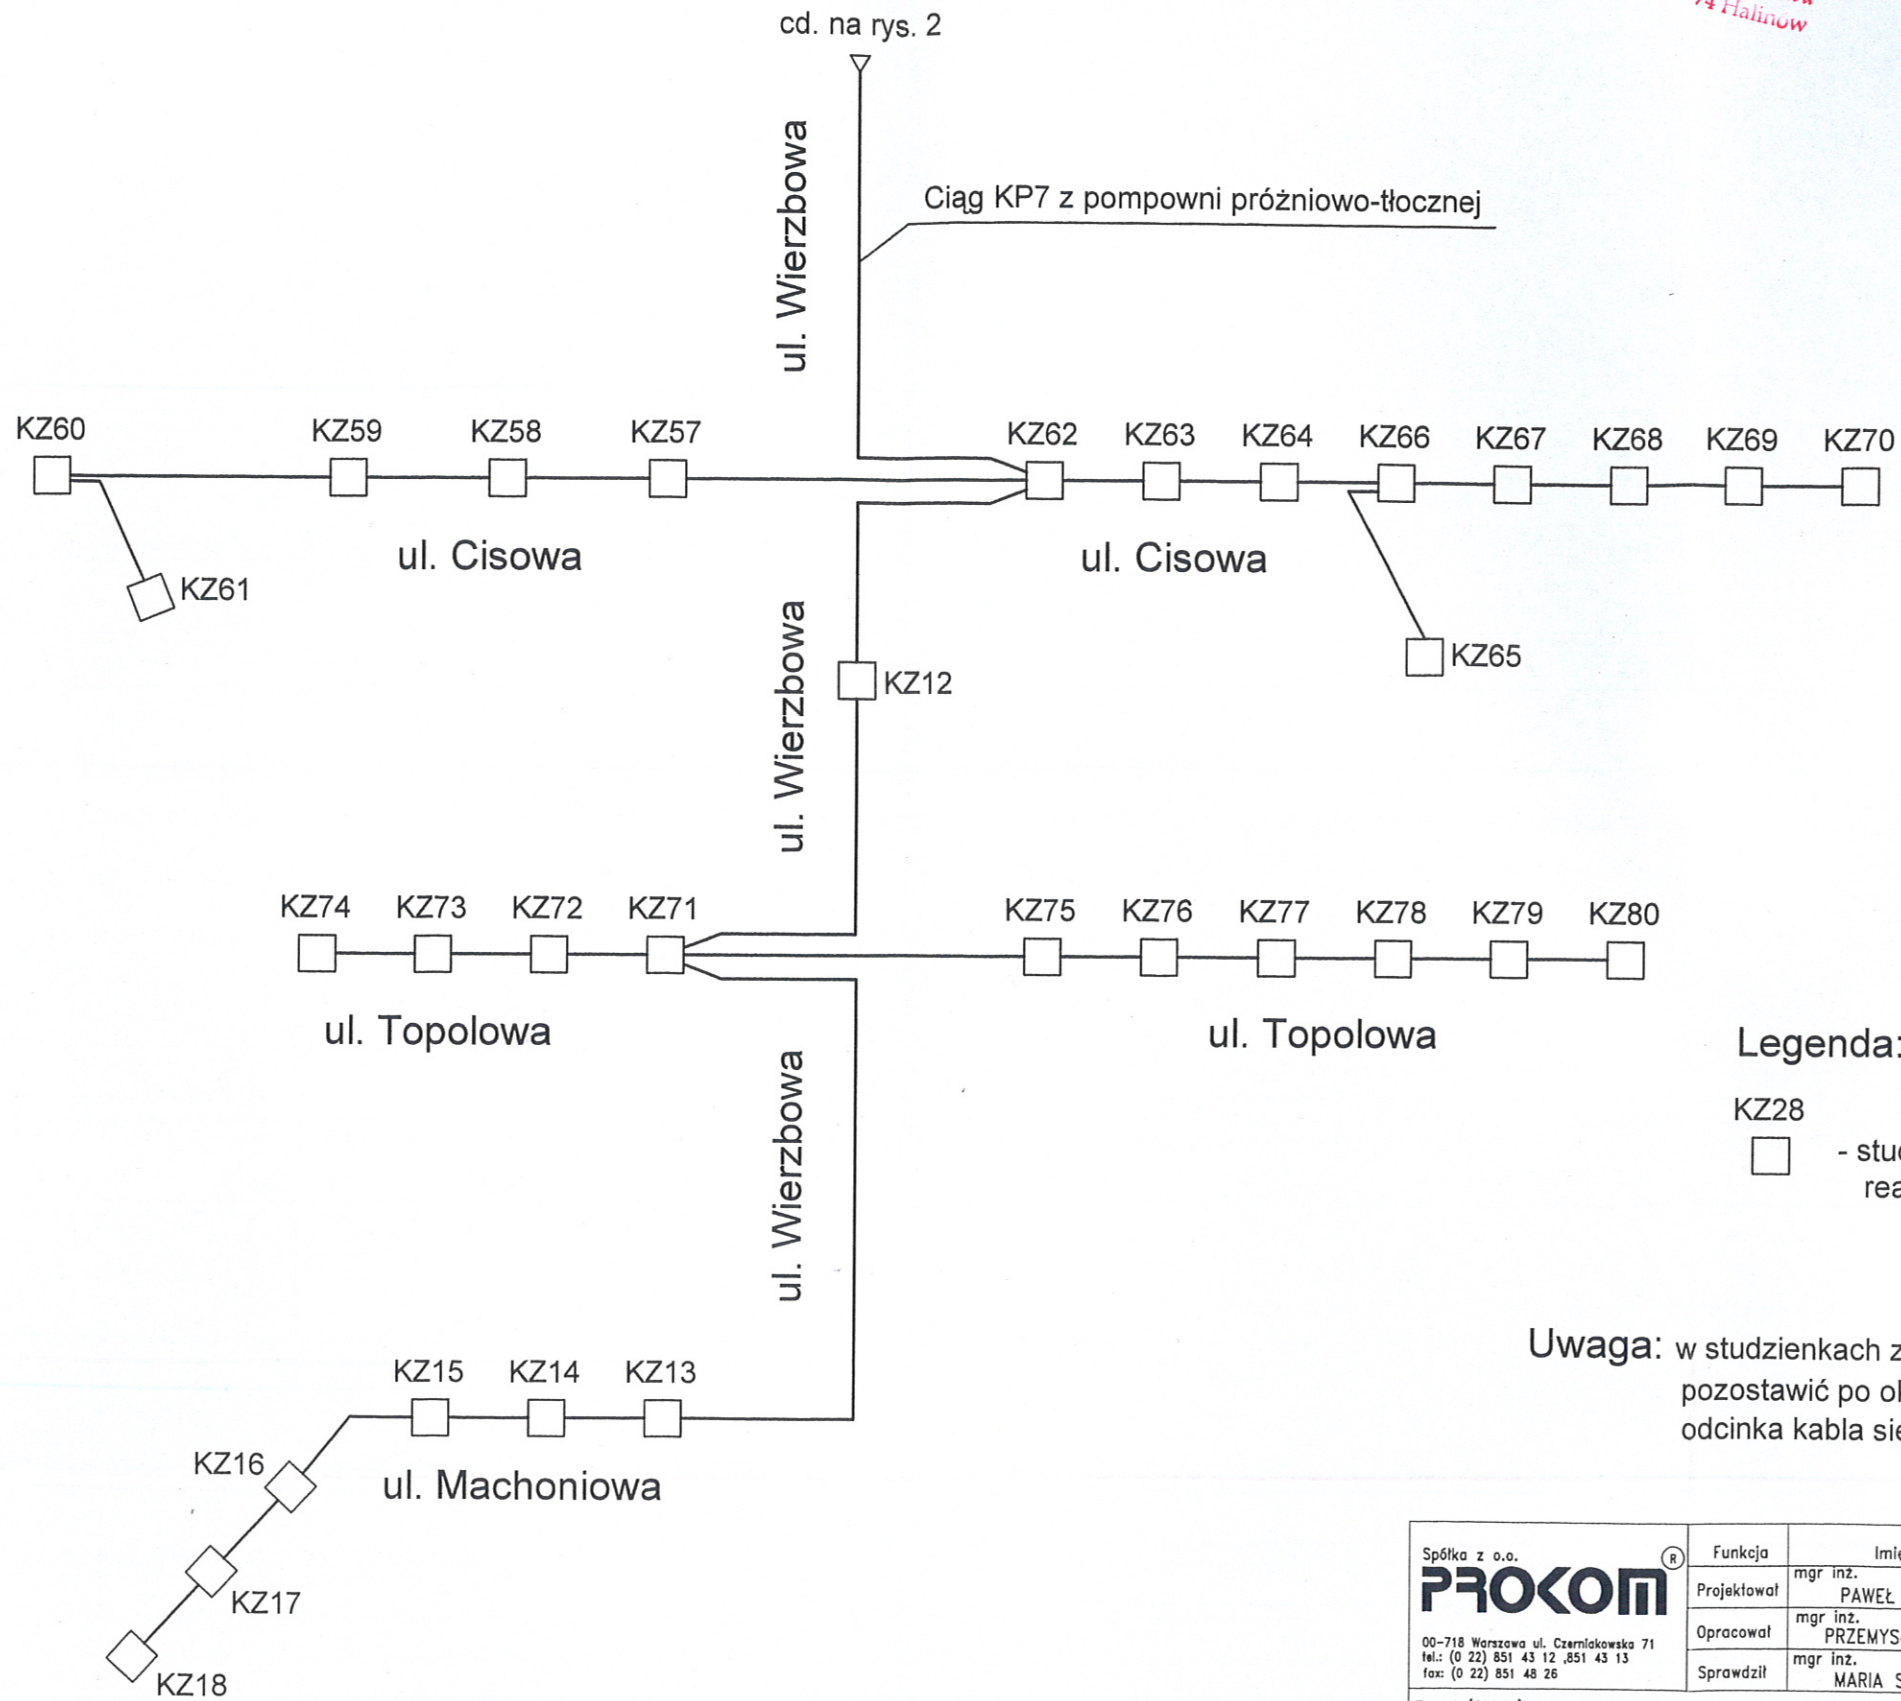 Halinów
cd. na rys. 2
ul. Wierzbowa
Ciąg KP7 z pompowni próżniowo-tłocznej
KZ60
KZ59
KZ58
KZ57
KZ62
KZ63
KZ64
KZ66
KZ67
KZ68
KZ69
KZ70
ul. Cisowa
ul. Cisowa
KZ61
KZ65
ul. Wierzbowa
KZ12
KZ74
KZ73
KZ72
KZ71
KZ75
KZ76
KZ77
KZ78
KZ79
KZ80
ul. Topolowa
ul. Topolowa
Legenda:
KZ28
ul. Wierzbowa
Uwaga: w studzienkach
pozostawić po
odcinka kabla
KZ15
KZ14
KZ13
KZ16
ul. Machoniowa
KZ17
KZ18
Spółka z o.o.
PROKOM ®
00-718 Warszawa ul. Czerniakowska 71
tel.: (0 22) 851 43 12 ,851 43 13
fax: (0 22) 851 48 26
Funkcja
Projektował mgr inż.
PAWEŁ
Opracował mgr inż.
Sprawdził mgr inż.
MARIA